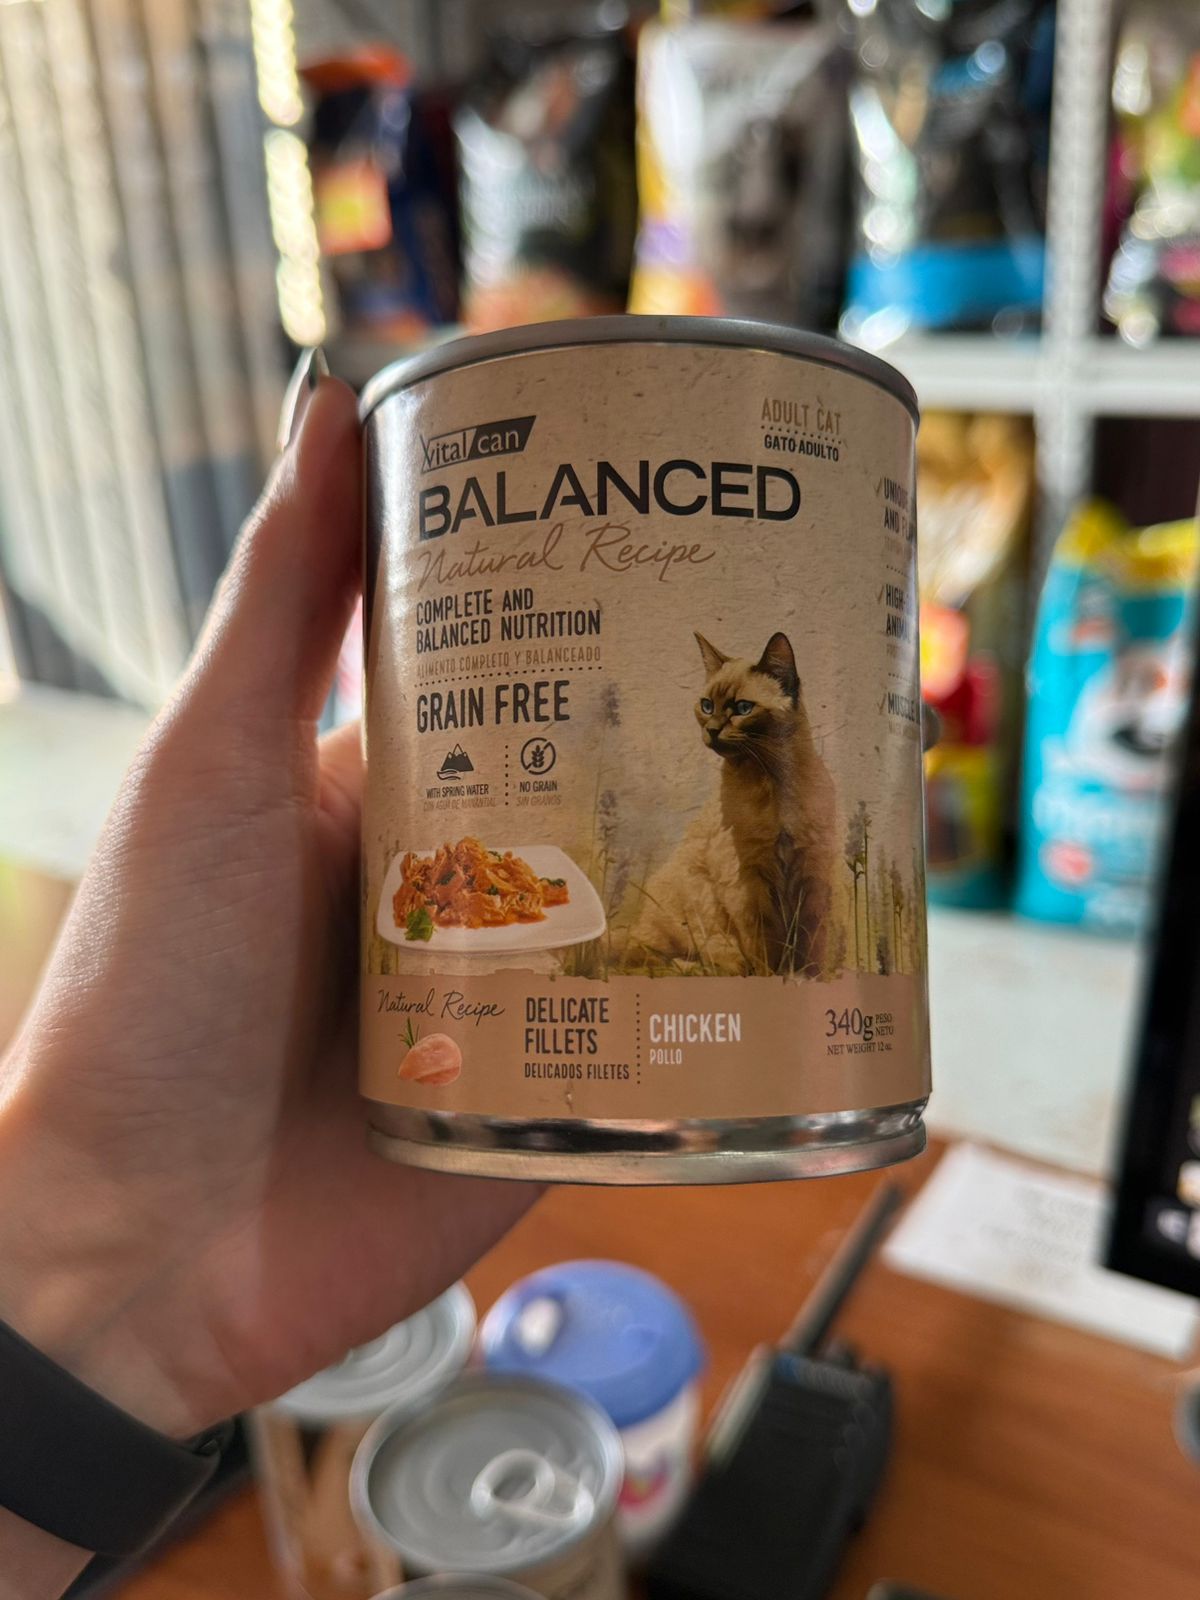 vital can
BALANCED
Natural Recipe
ADULT CAT
GATO ADULTO
COMPLETE AND
BALANCED NUTRITION
ALIMENTO COMPLETO Y BALANCEADO
GRAIN FREE
WITH SPRING WATER
CON AGUA DE MANANTIAL
NO GRAIN
SIN GRANOS
AND
HIGH
Natural Recipe
DELICATE
FILLETS
DELICADOS FILETES
CHICKEN
POLLO
340g PESO
NETO
NET WEIGHT 12 oz.